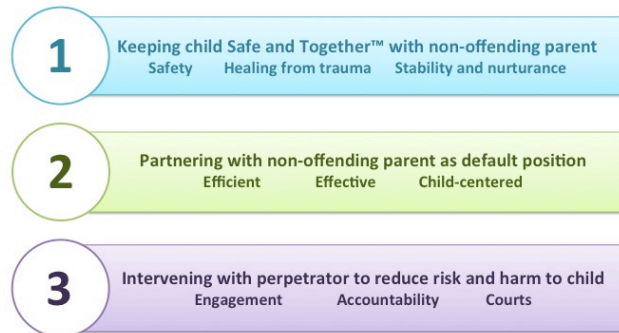 1
Keeping child Safe and Together™ with non-offending parent
Safety Healing from trauma Stability and nurturance
2
Partnering with non-offending parent as default position
Efficient Effective Child-centered
3
Intervening with perpetrator to reduce risk and harm to child
Engagement Accountability Courts